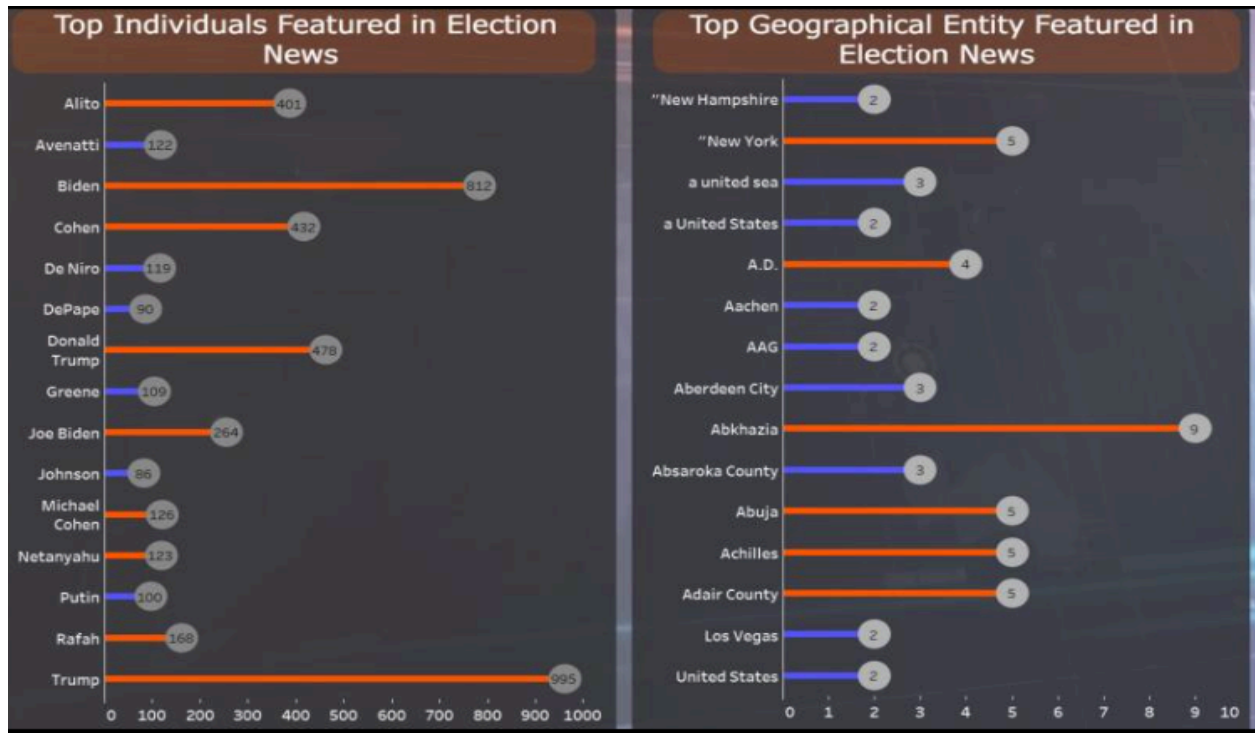 Top Individuals Featured in Election
News
Alito
401
Avenatti
122
Biden
812
Cohen
432
De Niro
119
DePape
90
Donald
Trump
478
Greene
109
Joe Biden
264
Johnson
86
Michael
Cohen
126
Netanyahu
123
Putin
100
Rafah
168
Trump
995
0 100 200 300 400 500 600 700 800 900 1000
Top Geographical Entity Featured in
Election News
"New Hampshire
2
"New York
5
a united sea
3
a United States
2
A.D.
4
Aachen
2
AAG
2
Aberdeen City
3
Abkhazia
9
Absaroka County
3
Abuja
5
Achilles
5
Adair County
5
Los Vegas
2
United States
2
0 1 2 3 4 5 6 7 8 9 10